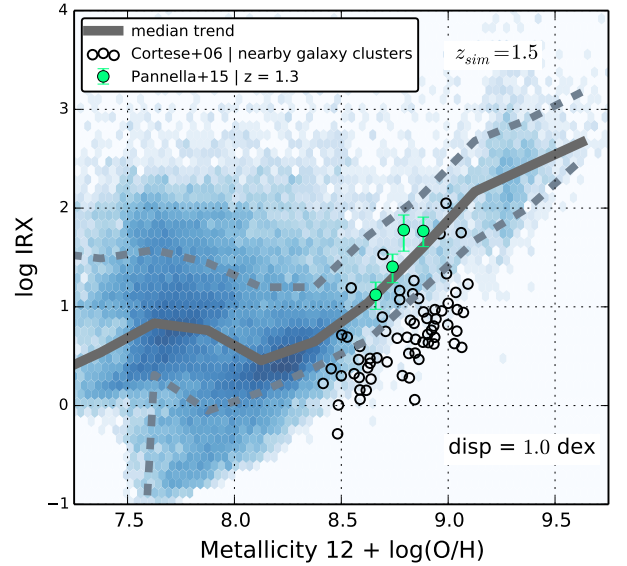 4
3
2
1
0
−1
log IRX
median trend
Cortese+06 | nearby galaxy clusters
Pannella+15 | z = 1.3
z_sim=1.5
disp = 1.0 dex
7.5 8.0 8.5 9.0 9.5
Metallicity 12 + log(O/H)